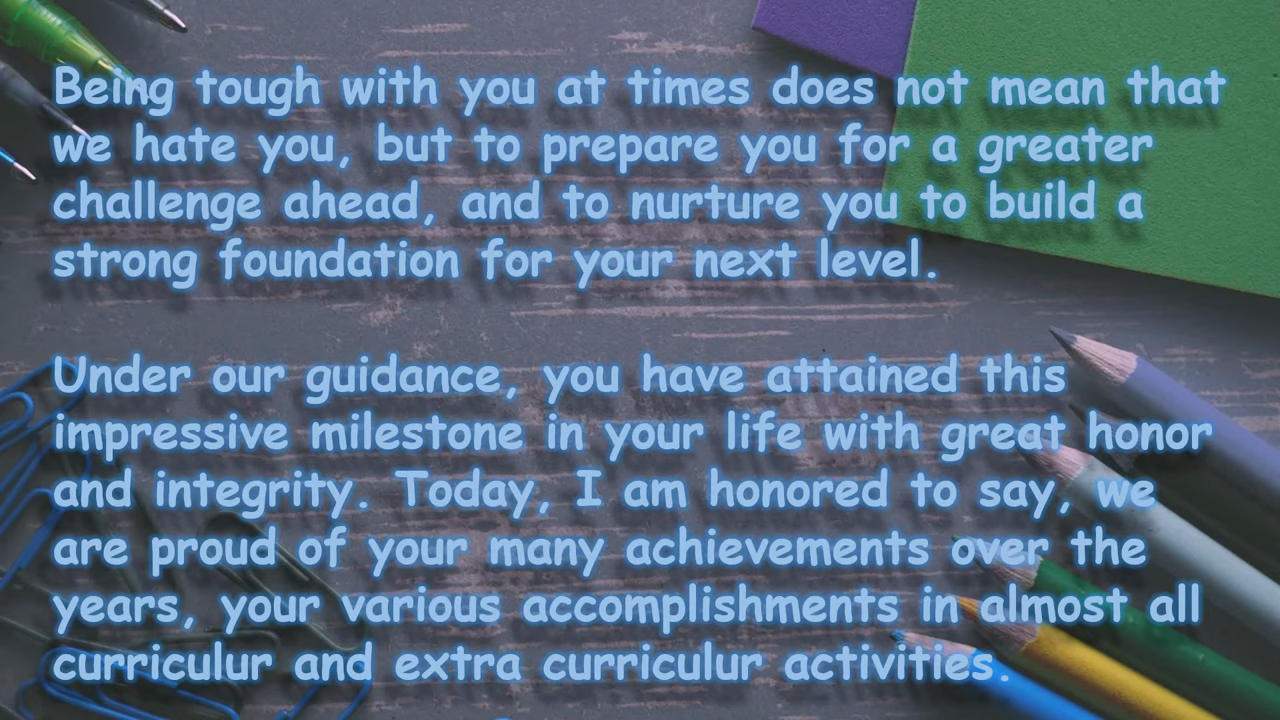 Being tough with you at times does not mean that
we hate you, but to prepare you for a greater
challenge ahead, and to nurture you to build a
strong foundation for your next level.
Under our guidance, you have attained this
impressive milestone in your life with great honor
and integrity. Today, I am honored to say, we
are proud of your many achievements over the
years, your various accomplishments in almost all
curriculur and extra curriculur activities.